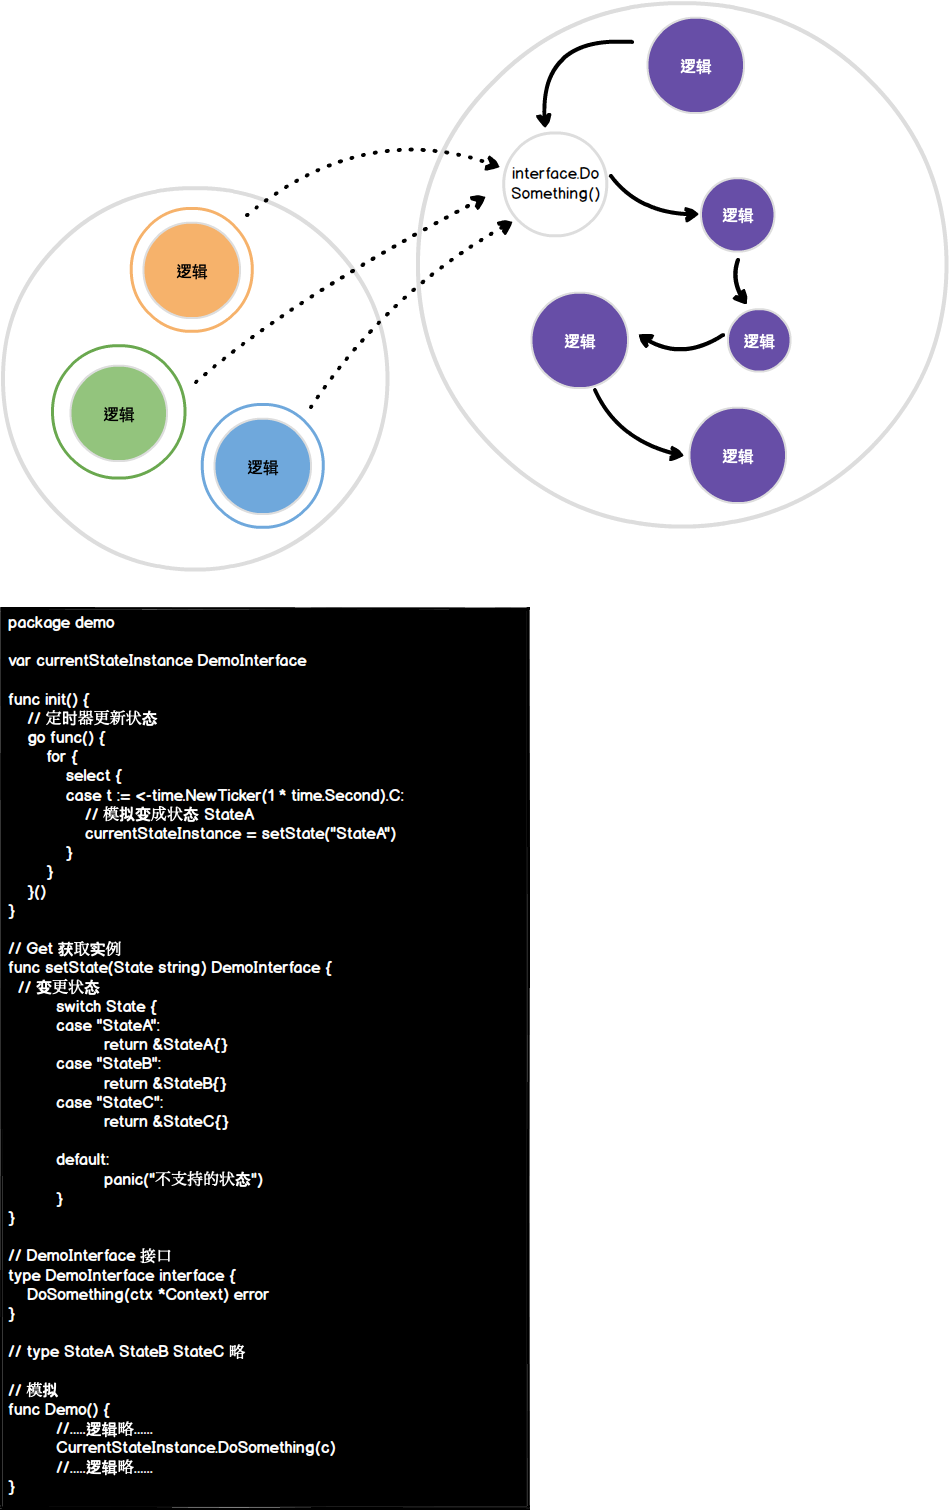 逻辑
interface.Do
Something()
逻辑
逻辑
逻辑
逻辑
逻辑
逻辑
逻辑
package demo
var currentStateInstance DemoInterface
func init() {
// 定时器更新状态
go func() {
for {
select {
case t := <-time.NewTicker(1 * time.Second).C:
// 模拟变成状态 StateA
currentStateInstance = setState("StateA")
}
}
}()
}
// Get 获取实例
func setState(State string) DemoInterface {
// 变更状态
switch State {
case "StateA":
return &StateA{}
case "StateB":
return &StateB{}
case "StateC":
return &StateC{}
default:
panic("不支持的状态")
}
}
// DemoInterface 接口
type DemoInterface interface {
DoSomething(ctx *Context) error
}
// type StateA StateB StateC 略
// 模拟
func Demo() {
//.....逻辑略......
CurrentStateInstance.DoSomething(c)
//.....逻辑略......
}